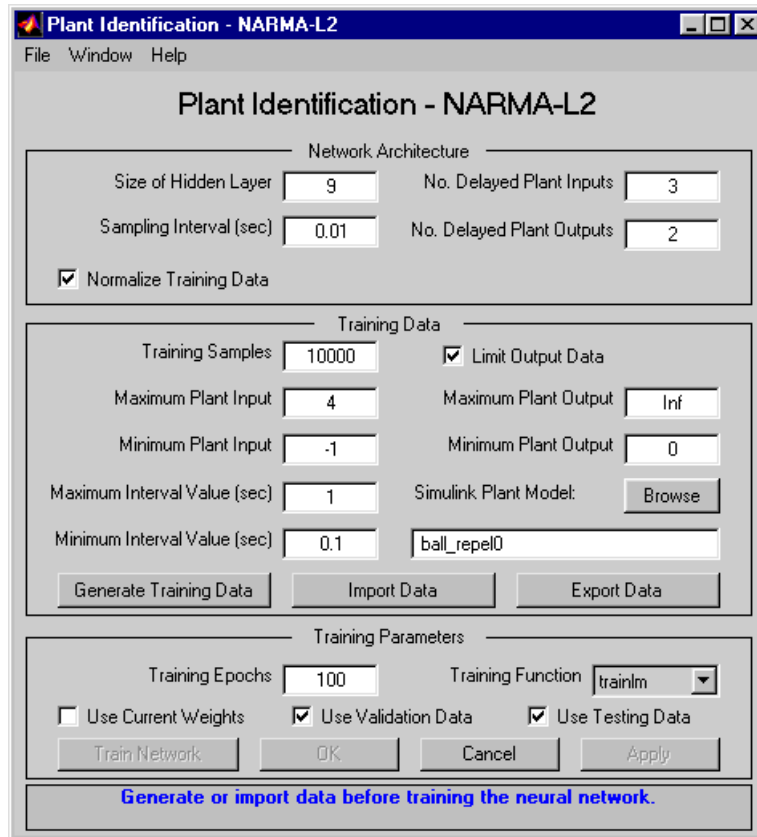 Plant Identification - NARMA-L2
File Window Help
Plant Identification - NARMA-L2
Network Architecture
Size of Hidden Layer 9 No. Delayed Plant Inputs 3
Sampling Interval (sec) 0.01 No. Delayed Plant Outputs 2
Normalize Training Data
Training Data
Training Samples 10000 Limit Output Data
Maximum Plant Input 4 Maximum Plant Output Inf
Minimum Plant Input -1 Minimum Plant Output 0
Maximum Interval Value (sec) 1 Simulink Plant Model: Browse
Minimum Interval Value (sec) 0.1 ball_repel0
Generate Training Data Import Data Export Data
Training Parameters
Training Epochs 100 Training Function trainlm
Use Current Weights Use Validation Data Use Testing Data
Train Network OK Cancel Apply
Generate or import data before training the neural network.